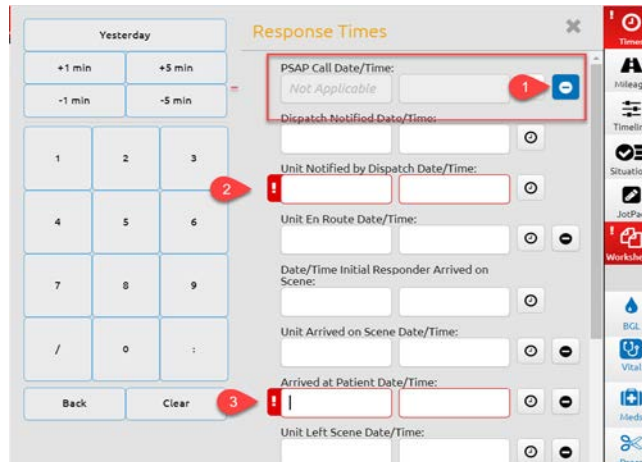 Yesterday
+1 min
+5 min
-1 min
-5 min
1
2
3
4
5
6
7
8
9
/
0
:
Back
Clear
Response Times
PSAP Call Date/Time:
Not Applicable
1
Dispatch Notified Date/Time:
Unit Notified by Dispatch Date/Time:
2
!
Unit En Route Date/Time:
Date/Time Initial Responder Arrived on
Scene:
Unit Arrived on Scene Date/Time:
Arrived at Patient Date/Time:
3
!
Unit Left Scene Date/Time:
!
Times
Mileag
Timelin
Situatio
JotPa
!
Workshe
BGL
Vital
Meds